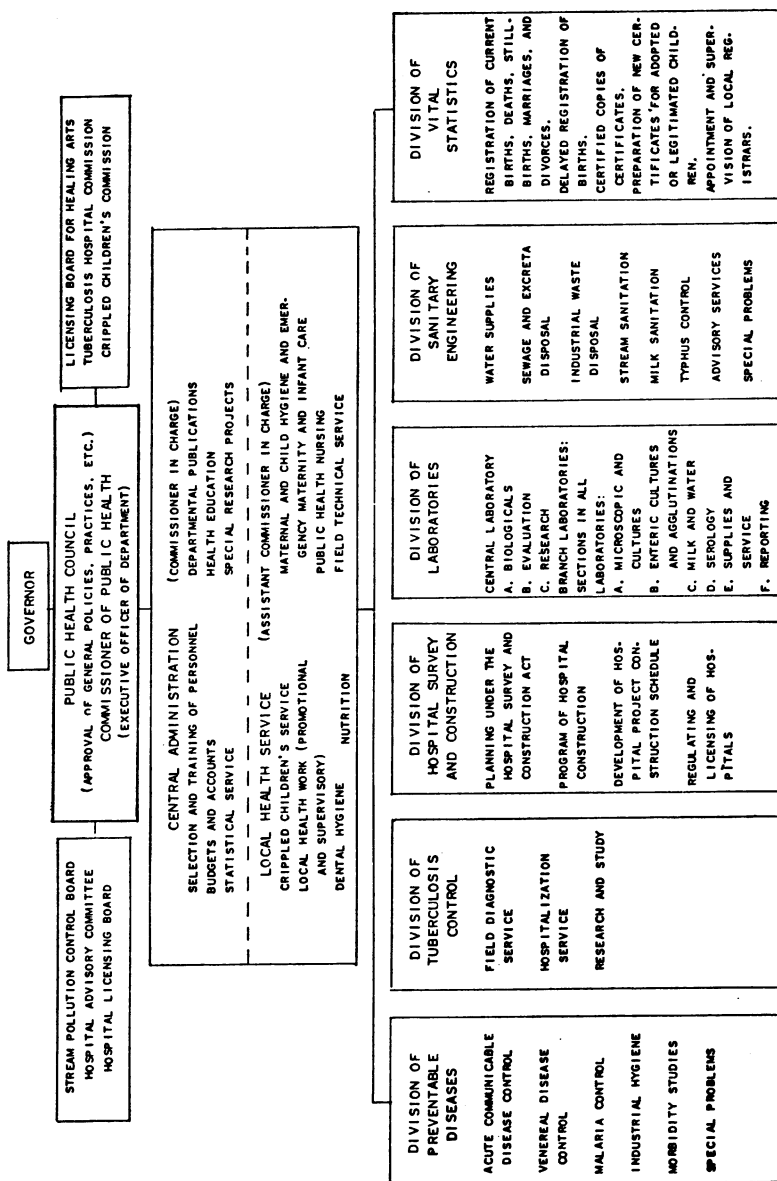 GOVERNOR
STREAM POLLUTION CONTROL BOARD
HOSPITAL ADVISORY COMMITTEE
HOSPITAL LICENSING BOARD
PUBLIC HEALTH COUNCIL
(APPROVAL OF GENERAL POLICIES, PRACTICES, ETC.)
COMMISSIONER OF PUBLIC HEALTH
(EXECUTIVE OFFICER OF DEPARTMENT)
LICENSING BOARD FOR HEALING ARTS
TUBERCULOSIS HOSPITAL COMMISSION
CRIPPLED CHILDREN'S COMMISSION
CENTRAL ADMINISTRATION
(COMMISSIONER IN CHARGE)
SELECTION AND TRAINING OF PERSONNEL
BUDGETS AND ACCOUNTS
STATISTICAL SERVICE
DEPARTMENTAL PUBLICATIONS
HEALTH EDUCATION
SPECIAL RESEARCH PROJECTS
LOCAL HEALTH SERVICE
(ASSISTANT COMMISSIONER IN CHARGE)
CRIPPLED CHILDREN'S SERVICE
LOCAL HEALTH WORK (PROMOTIONAL
AND SUPERVISORY)
DENTAL HYGIENE
NUTRITION
MATERNAL AND CHILD HYGIENE AND EMER-
GENCY MATERNITY AND INFANT CARE
PUBLIC HEALTH NURSING
FIELD TECHNICAL SERVICE
DIVISION OF
PREVENTABLE
DISEASES
ACUTE COMMUNICABLE
DISEASE CONTROL
VENEREAL DISEASE
CONTROL
MALARIA CONTROL
INDUSTRIAL HYGIENE
MORBIDITY STUDIES
SPECIAL PROBLEMS
DIVISION OF
TUBERCULOSIS
CONTROL
FIELD DIAGNOSTIC
SERVICE
HOSPITALIZATION
SERVICE
RESEARCH AND STUDY
DIVISION OF
HOSPITAL SURVEY
AND CONSTRUCTION
PLANNING UNDER THE
HOSPITAL SURVEY AND
CONSTRUCTION ACT
PROGRAM OF HOSPITAL
CONSTRUCTION
DEVELOPMENT OF HOS-
PITAL PROJECT CON-
STRUCTION SCHEDULE
REGULATING AND
LICENSING OF HOS-
PITALS
DIVISION OF
LABORATORIES
CENTRAL LABORATORY
A. BIOLOGICALS
B. EVALUATION
C. RESEARCH
BRANCH LABORATORIES:
SECTIONS IN ALL
LABORATORIES:
A. MICROSCOPIC AND
CULTURES
B. ENTERIC CULTURES
AND AGGLUTINATIONS
C. MILK AND WATER
D. SEROLOGY
E. SUPPLIES AND
SERVICE
F. REPORTING
DIVISION OF
SANITARY
ENGINEERING
WATER SUPPLIES
SEWAGE AND EXCRETA
DISPOSAL
INDUSTRIAL WASTE
DISPOSAL
STREAM SANITATION
MILK SANITATION
TYPHUS CONTROL
ADVISORY SERVICES
SPECIAL PROBLEMS
DIVISION OF
VITAL
STATISTICS
REGISTRATION OF CURRENT
BIRTHS, DEATHS, STILL-
BIRTHS, MARRIAGES, AND
DIVORCES.
DELAYED REGISTRATION OF
BIRTHS.
CERTIFIED COPIES OF
CERTIFICATES.
PREPARATION OF NEW CER-
TIFICATES FOR ADOPTED
OR LEGITIMATED CHILD-
REN.
APPOINTMENT AND SUPER-
VISION OF LOCAL REG-
ISTRARS.